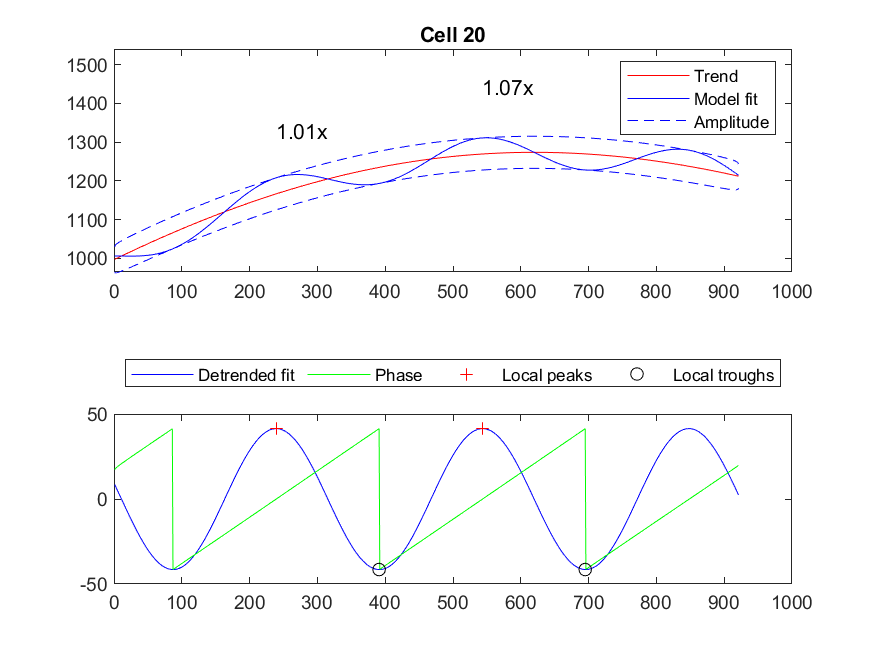 Cell 20
1500
1400
1300
1200
1100
1000
1.01x
1.07x
Trend
Model fit
Amplitude
0 100 200 300 400 500 600 700 800 900 1000
Detrended fit Phase Local peaks Local troughs
50
0
-50
0 100 200 300 400 500 600 700 800 900 1000